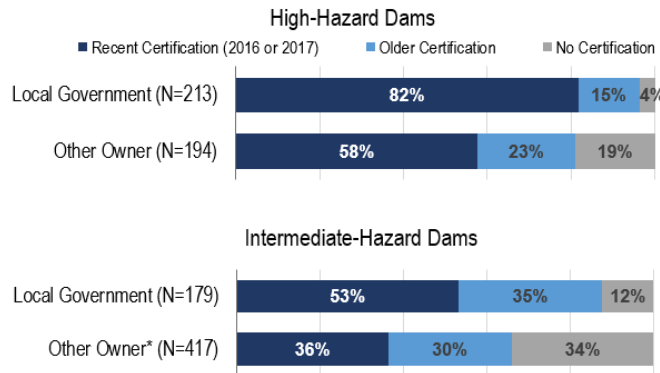 High-Hazard Dams
Recent Certification (2016 or 2017) Older Certification No Certification
Local Government (N=213) 82% 15% 4%
Other Owner (N=194) 58% 23% 19%
Intermediate-Hazard Dams
Local Government (N=179) 53% 35% 12%
Other Owner* (N=417) 36% 30% 34%